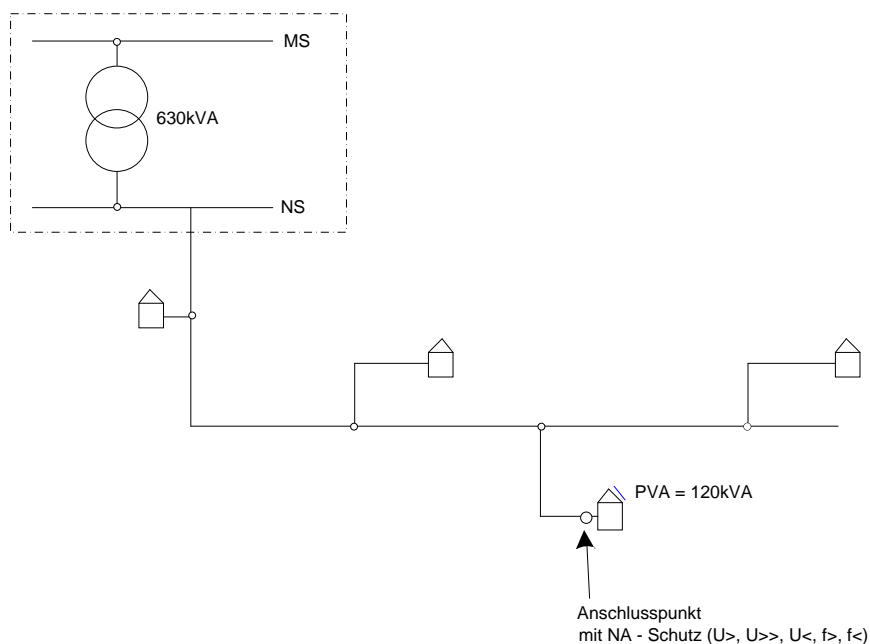 MS
630kVA
NS
PVA = 120kVA
Anschlusspunkt
mit NA - Schutz (U>, U>>, U<, f>, f<)